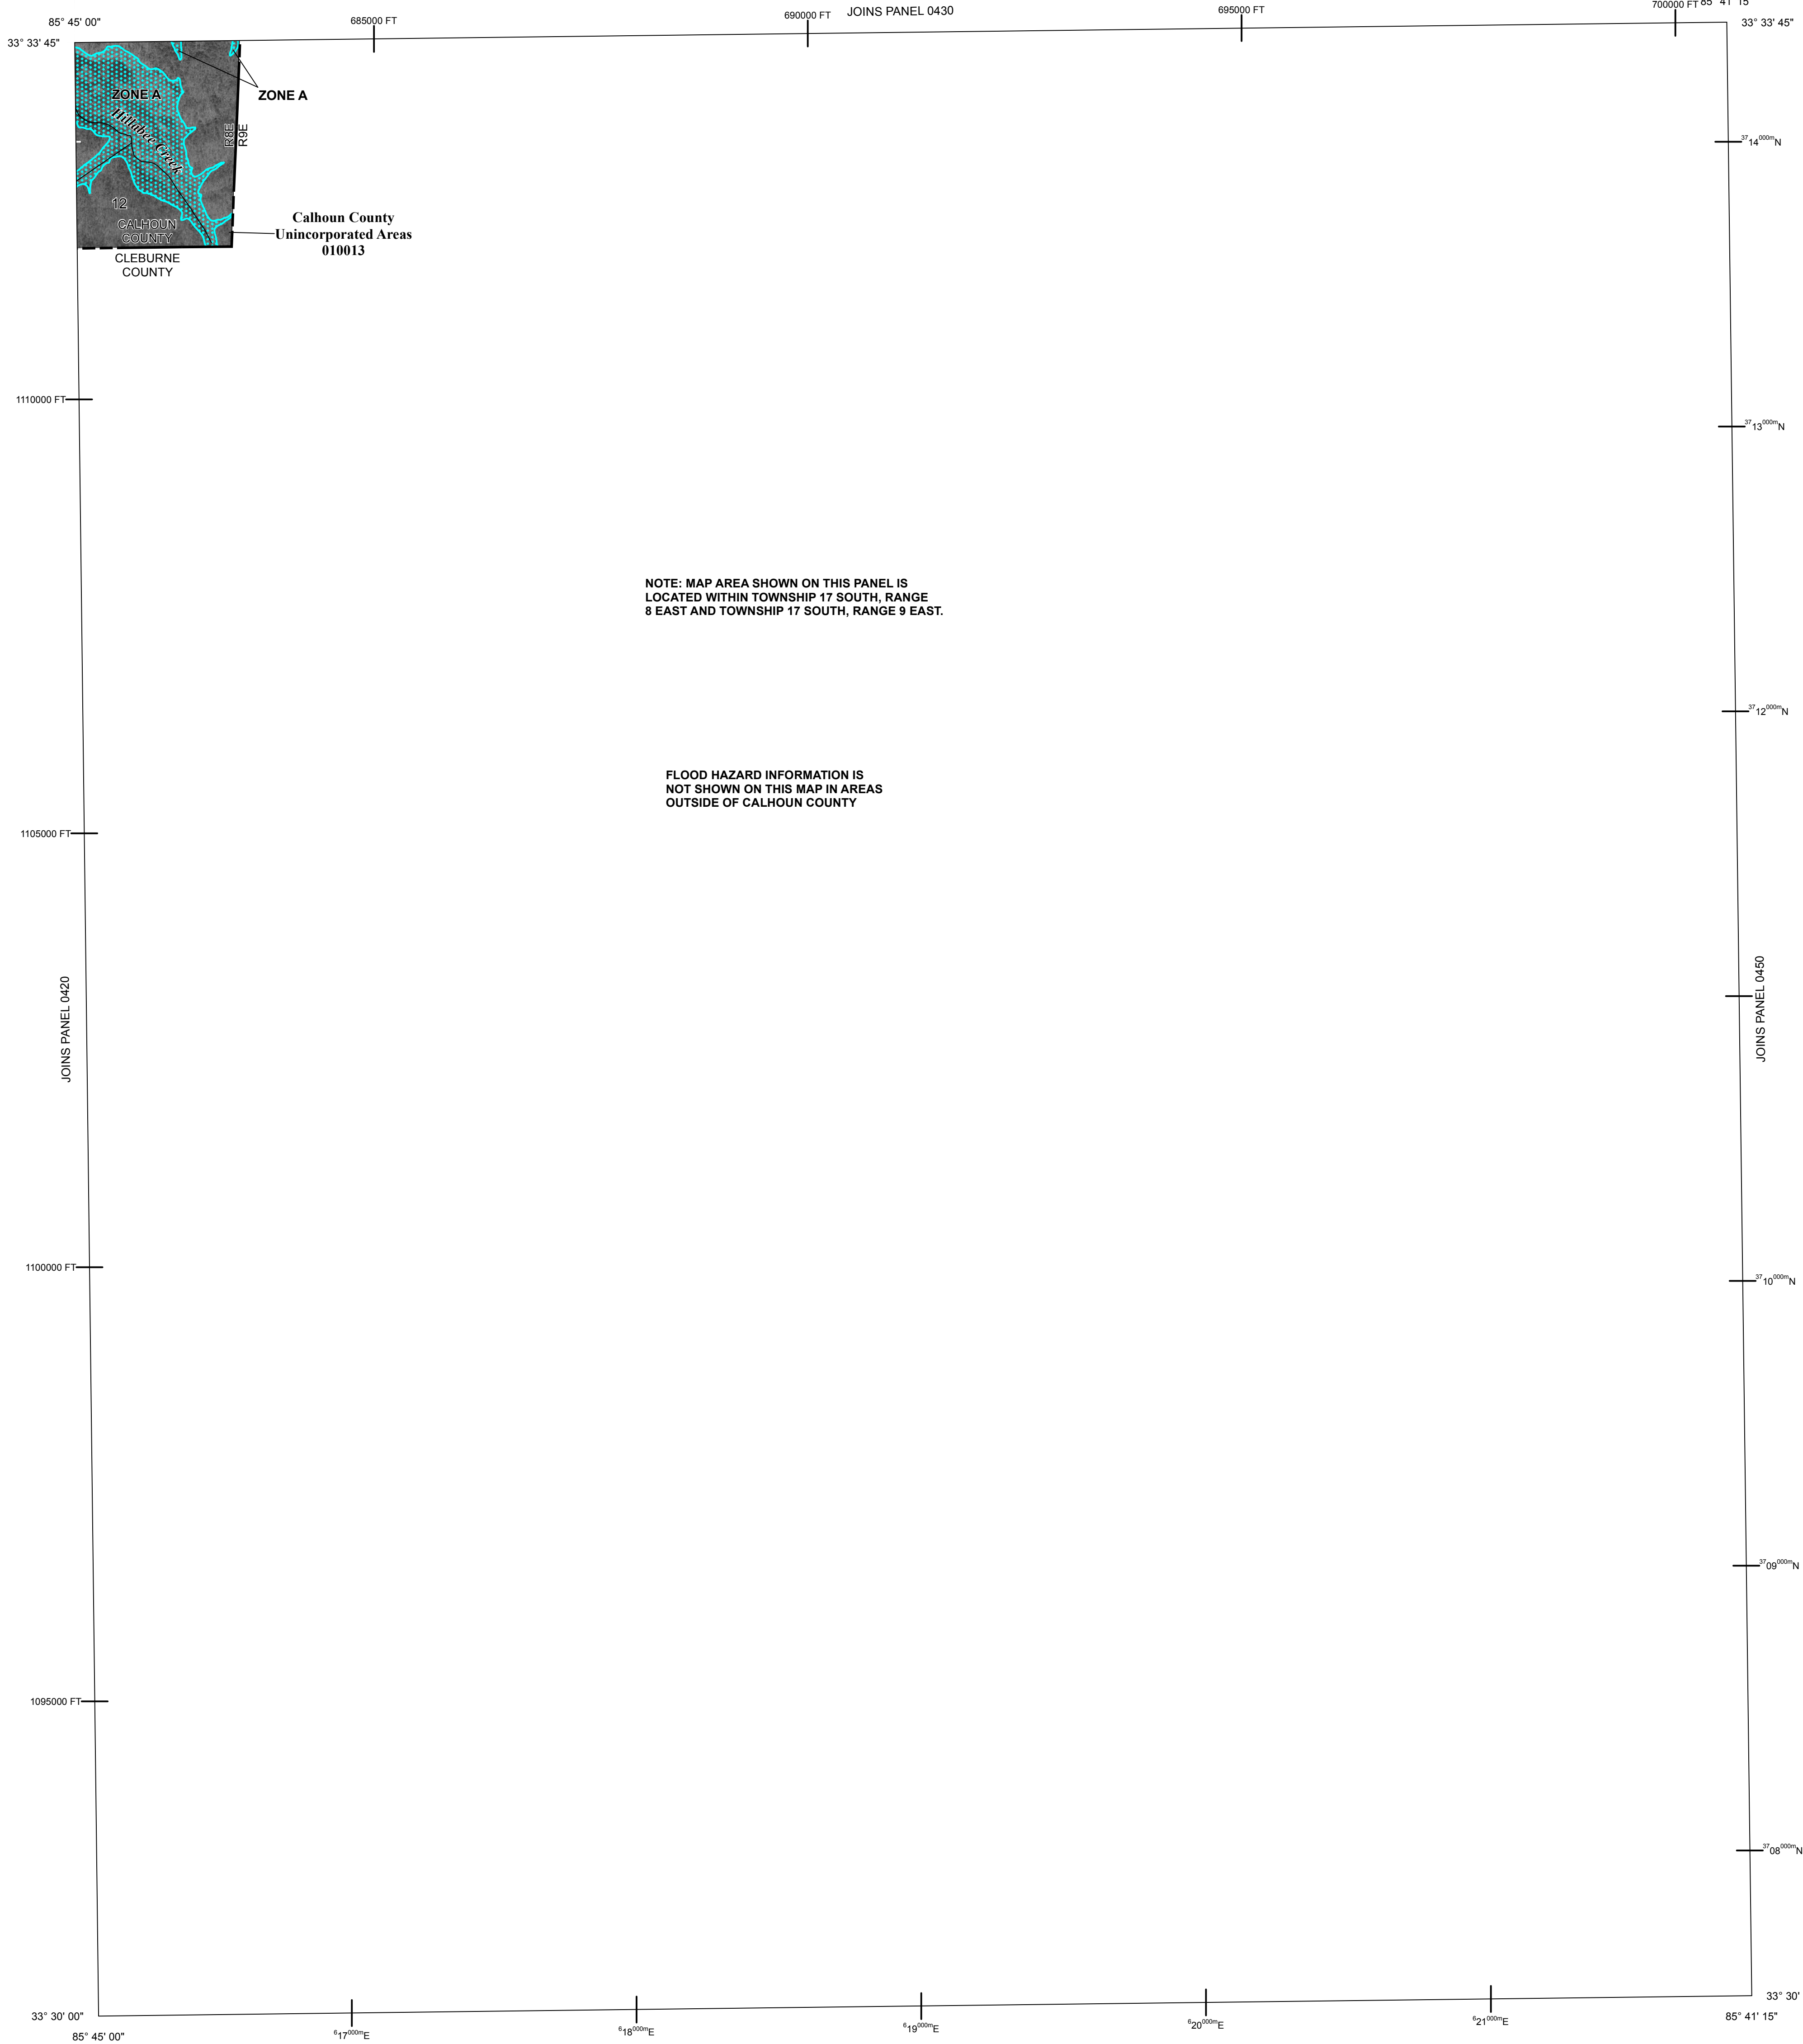 85° 45' 00"
685000 FT
690000 FT
JOINS PANEL 0430
695000 FT
700000 FT
85° 41' 15"
33° 33' 45"
33° 33' 45"
ZONE A
ZONE A
Hillabee Creek
R8E
R9E
12
CALHOUN
COUNTY
CLEBURNE
COUNTY
Calhoun County
Unincorporated Areas
010013
3714000mN
1110000 FT
3713000mN
NOTE: MAP AREA SHOWN ON THIS PANEL IS
LOCATED WITHIN TOWNSHIP 17 SOUTH, RANGE
8 EAST AND TOWNSHIP 17 SOUTH, RANGE 9 EAST.
3712000mN
FLOOD HAZARD INFORMATION IS
NOT SHOWN ON THIS MAP IN AREAS
OUTSIDE OF CALHOUN COUNTY
1105000 FT
JOINS PANEL 0420
JOINS PANEL 0450
1100000 FT
3710000mN
3709000mN
1095000 FT
3708000mN
33° 30' 00"
33° 30'
85° 45' 00"
617000mE
618000mE
619000mE
620000mE
621000mE
85° 41' 15"